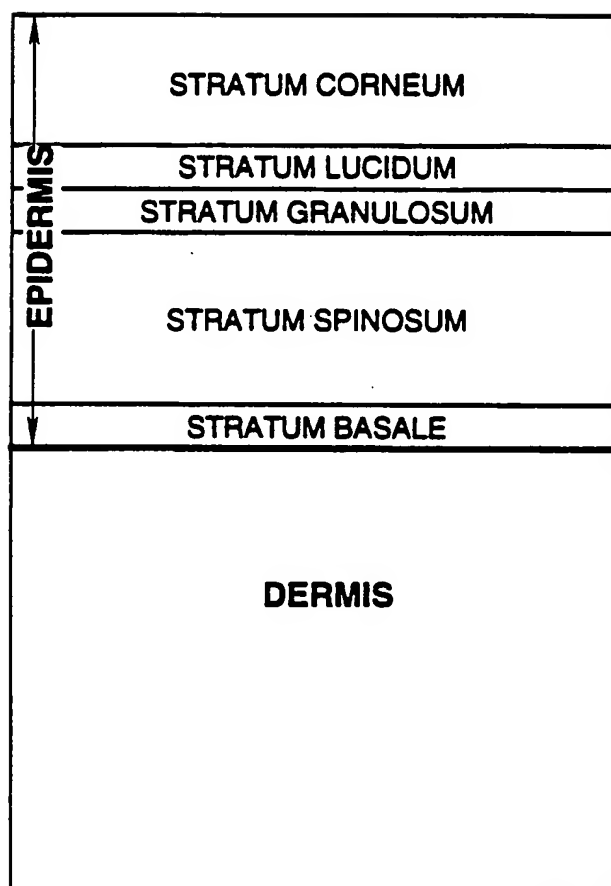 STRATUM CORNEUM
STRATUM LUCIDUM
STRATUM GRANULOSUM
EPIDERMIS
STRATUM SPINOSUM
STRATUM BASALE
DERMIS